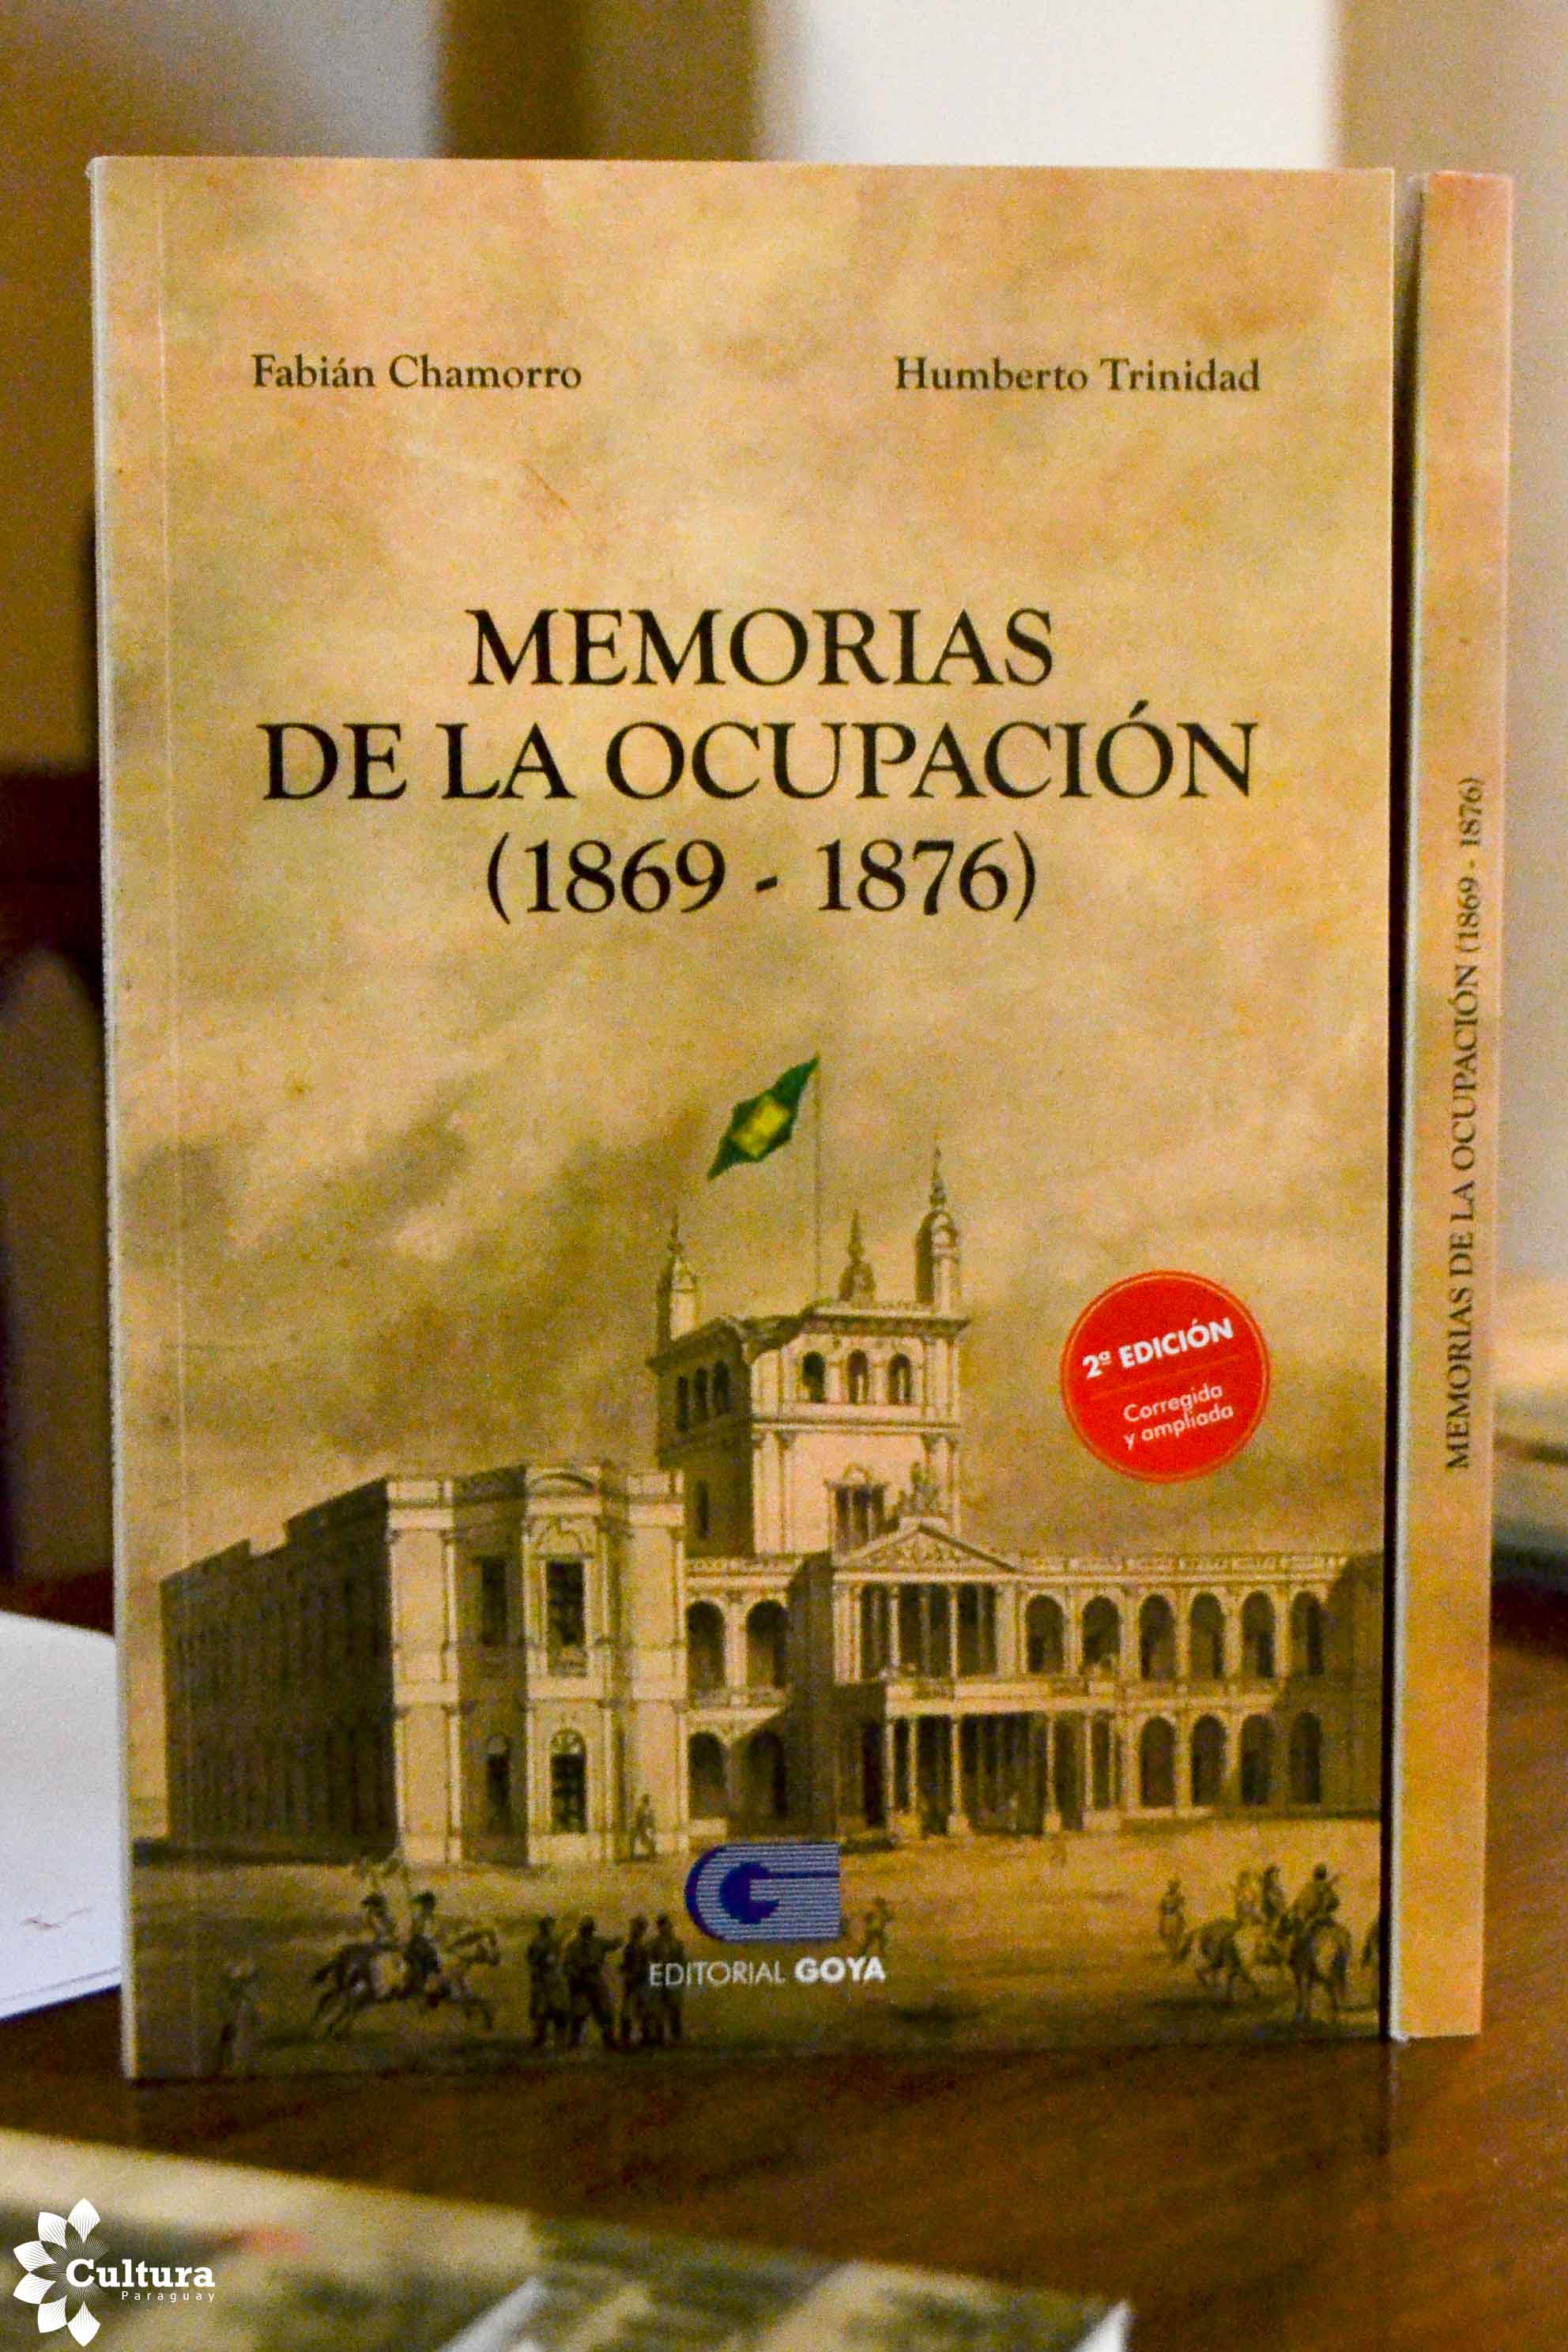 Fabián Chamorro
Humberto Trinidad
MEMORIAS
DE LA OCUPACIÓN
(1869 - 1876)
2ª EDICIÓN
Corregida
y ampliada
EDITORIAL GOYA
MEMORIAS DE LA OCUPACIÓN (1869 - 1876)
Cultura
Paraguay